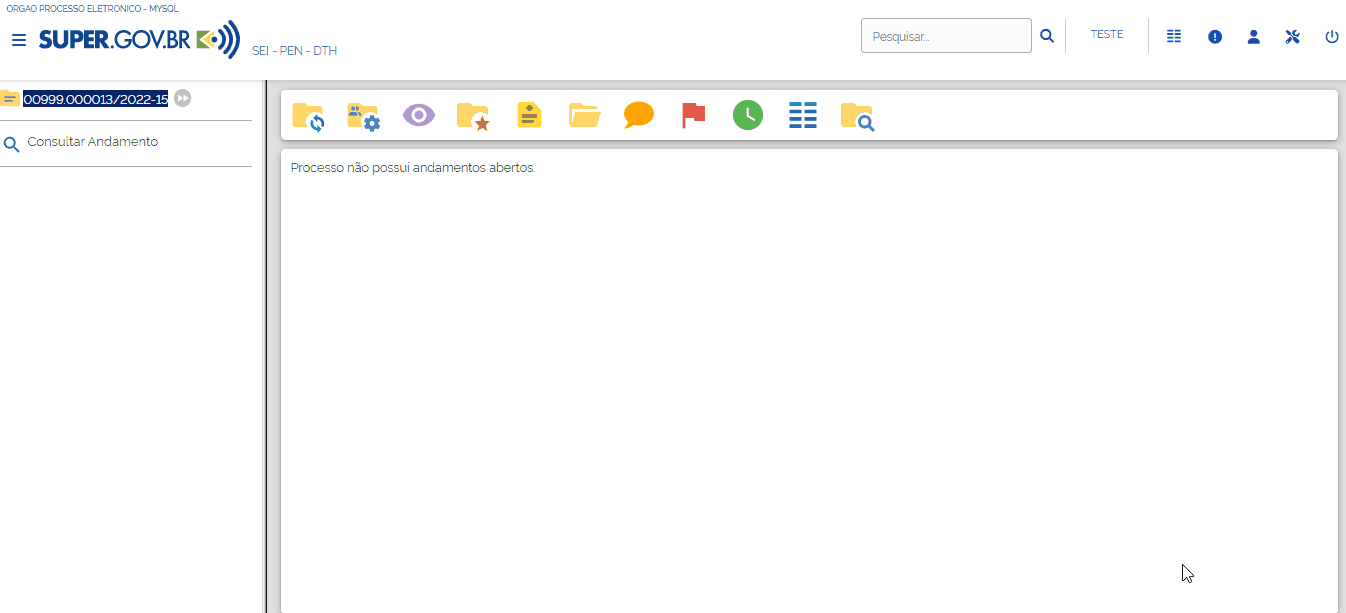 ORGAO PROCESSO ELETRONICO - MYSQL
SUPER.GOV.BR
SEI - PEN - DTH
Pesquisar...
TESTE
00999.000013/2022-15
Consultar Andamento
Processo não possui andamentos abertos.